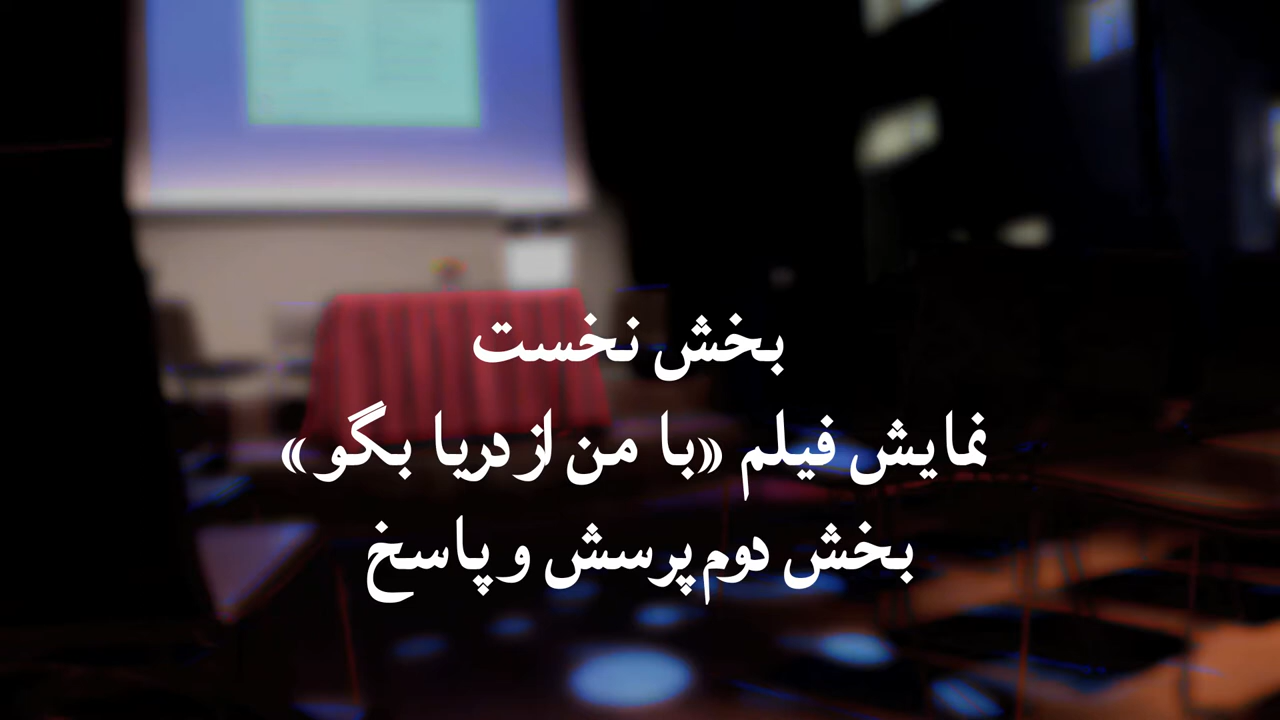 بخش نخست
نمایش فیلم «با من از دریا بگو»
بخش دوم پرسش و پاسخ